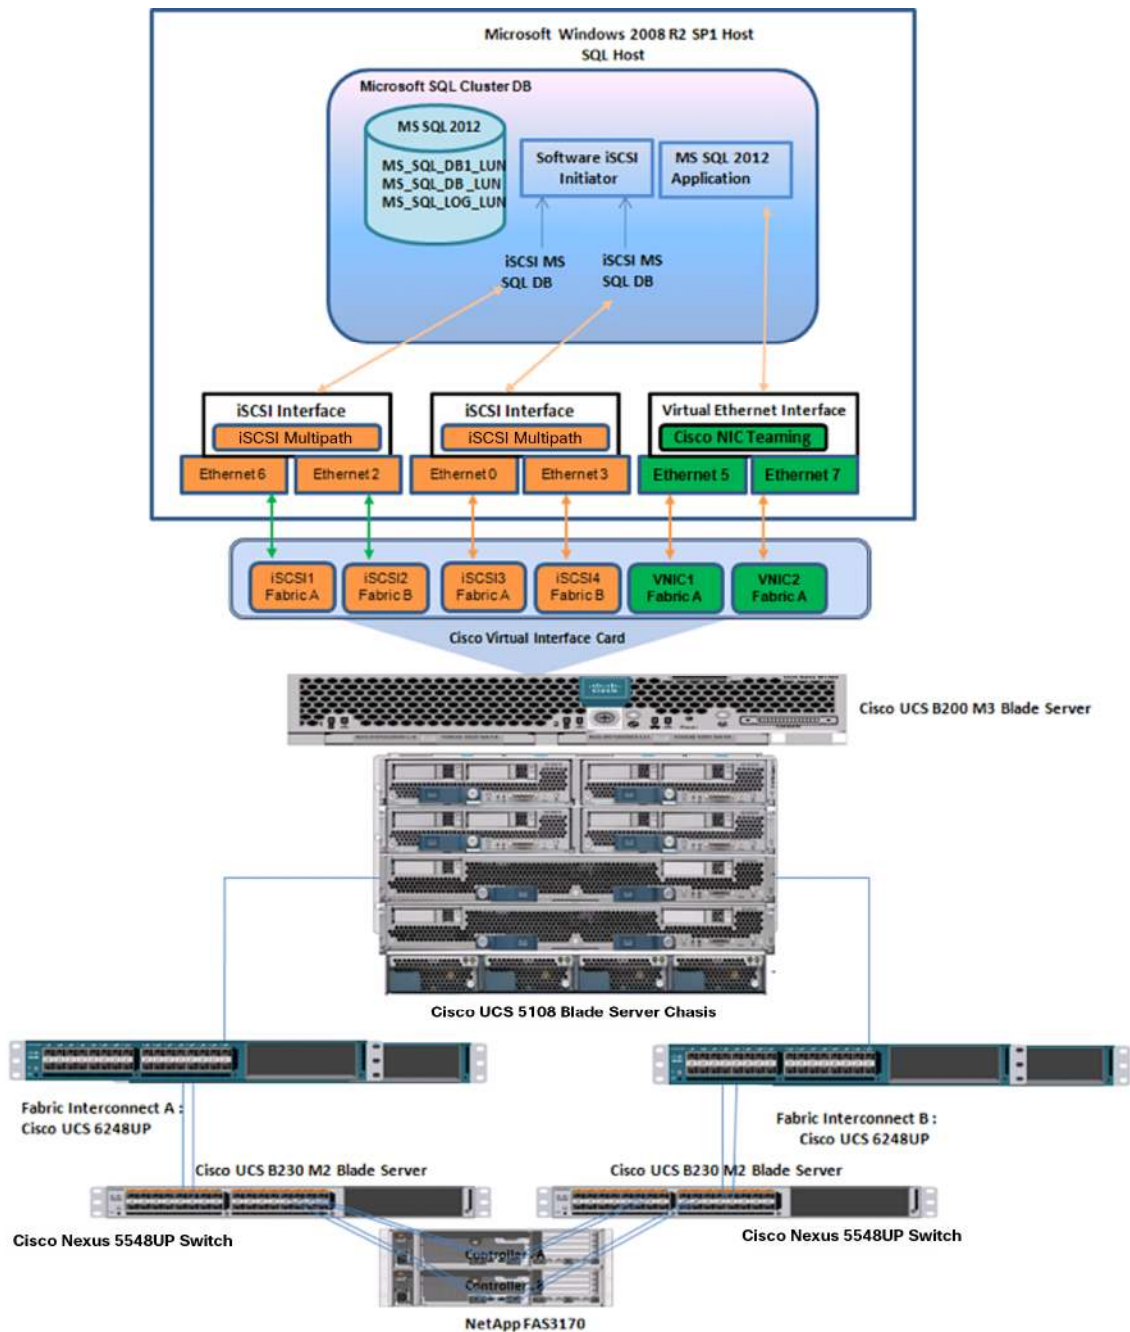 Microsoft Windows 2008 R2 SP1 Host
SQL Host
Microsoft SQL Cluster DB
MS SQL 2012
MS_SQL_DB1_LUN
MS_SQL_DB _LUN
MS_SQL_LOG_LUN
Software iSCSI
Initiator
MS SQL 2012
Application
iSCSI MS
SQL DB
iSCSI MS
SQL DB
iSCSI Interface
iSCSI Multipath
Ethernet 6
Ethernet 2
iSCSI Interface
iSCSI Multipath
Ethernet 0
Ethernet 3
Virtual Ethernet Interface
Cisco NIC Teaming
Ethernet 5
Ethernet 7
iSCSI1
Fabric A
iSCSI2
Fabric B
iSCSI3
Fabric A
iSCSI4
Fabric B
VNIC1
Fabric A
VNIC2
Fabric A
Cisco Virtual Interface Card
Cisco UCS B200 M3 Blade Server
Cisco UCS 5108 Blade Server Chasis
Fabric Interconnect A :
Cisco UCS 6248UP
Fabric Interconnect B :
Cisco UCS 6248UP
Cisco UCS B230 M2 Blade Server
Cisco UCS B230 M2 Blade Server
Cisco Nexus 5548UP Switch
Cisco Nexus 5548UP Switch
Controller A
Controller B
NetApp FAS3170